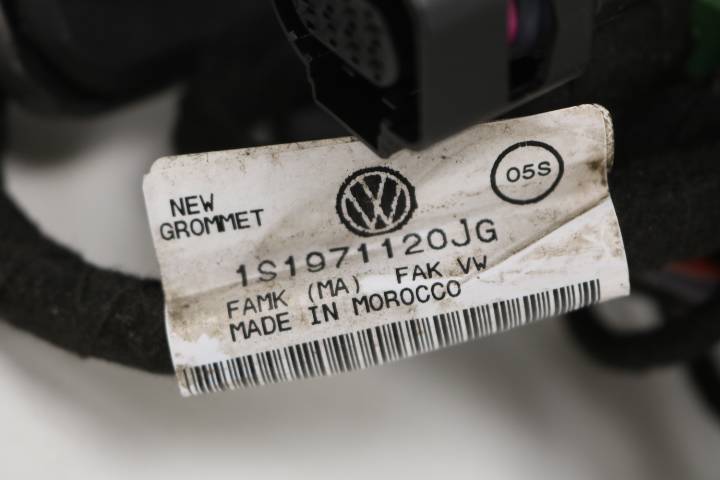 NEW
GROMMET
05S
1S1971120JG
FAMK (MA) FAK VW
MADE IN MOROCCO